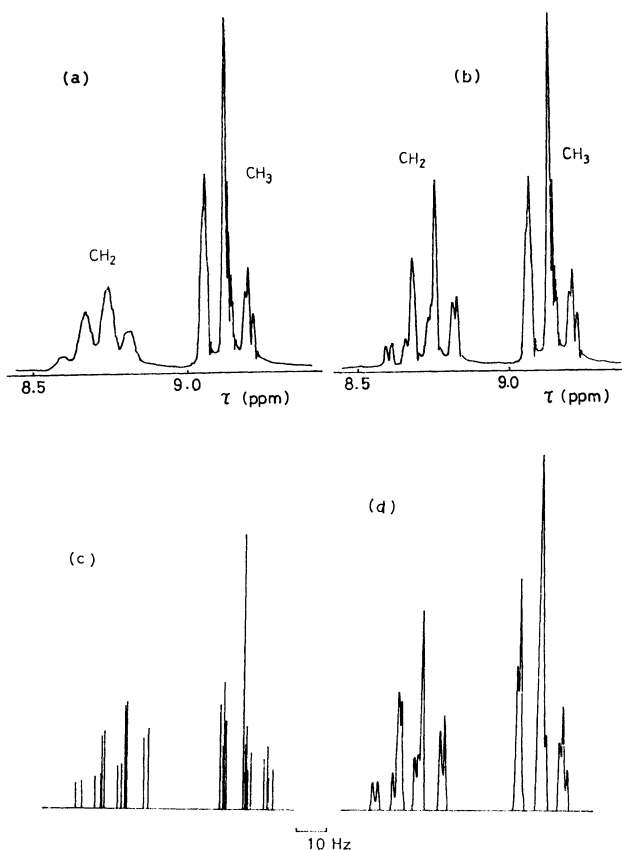 (a)
CH2
CH3
8.5
9.0
τ (ppm)
(b)
CH2
CH3
8.5
9.0
τ (ppm)
(c)
(d)
10 Hz